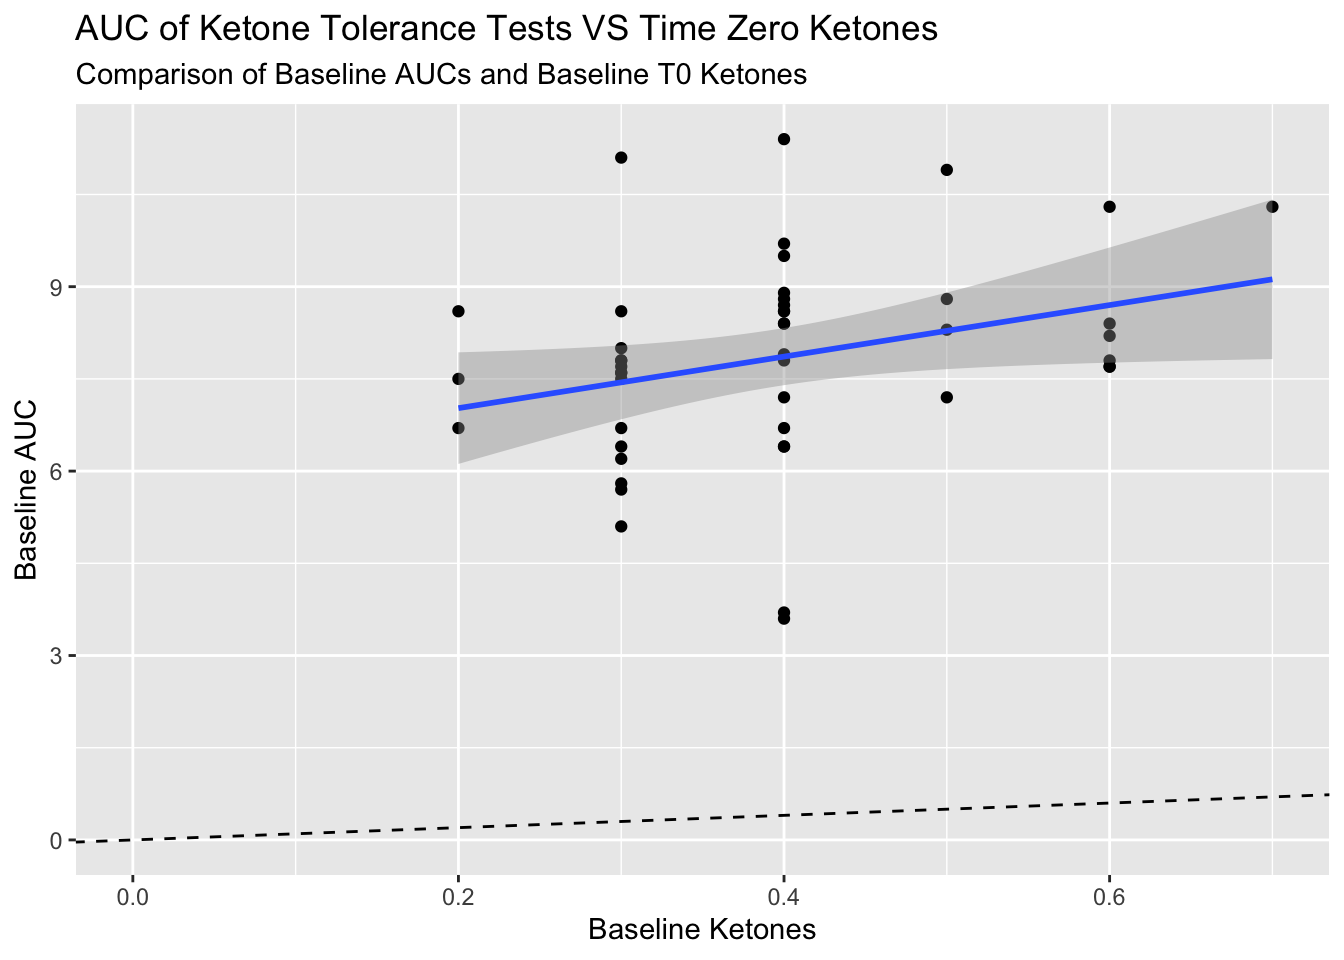 AUC of Ketone Tolerance Tests VS Time Zero Ketones
Comparison of Baseline AUCs and Baseline T0 Ketones
Baseline AUC
9
6
3
0
0.0 0.2 0.4 0.6
Baseline Ketones